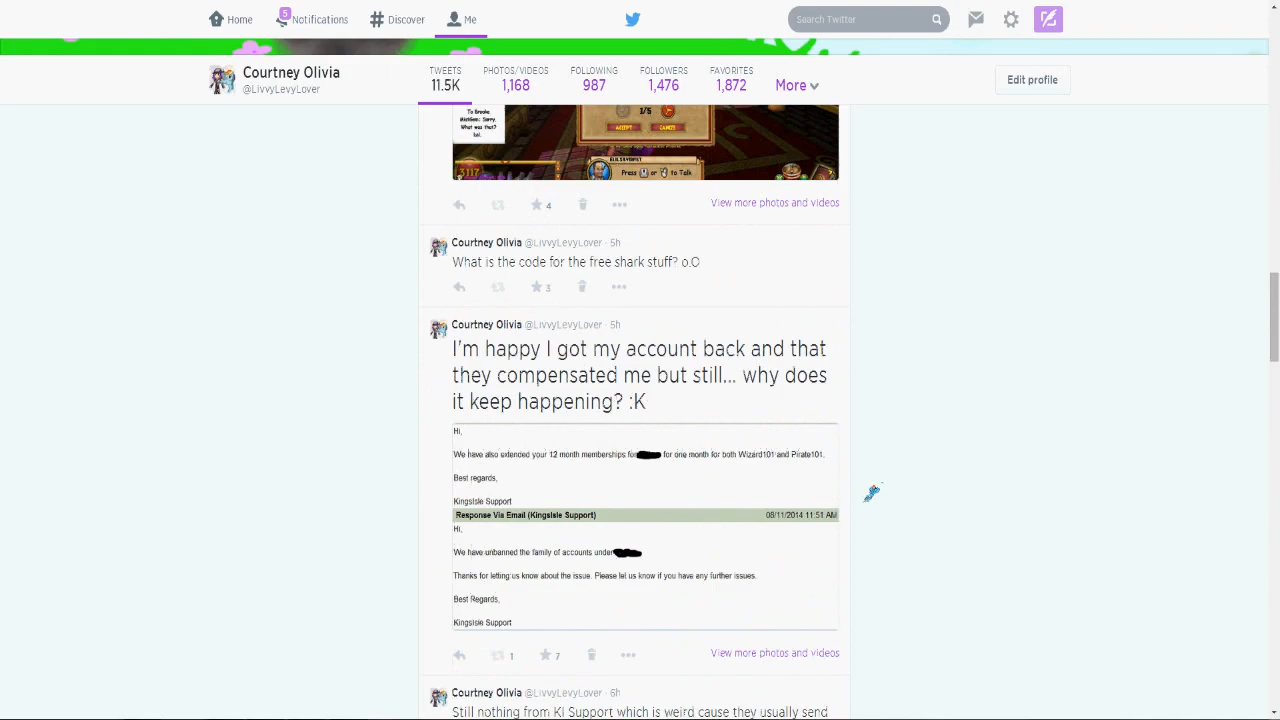 Home
5
Notifications
Discover
Me
Search Twitter
Courtney Olivia
@LivvyLevyLover
TWEETS
11.5K
PHOTOS/VIDEOS
1,168
FOLLOWING
987
FOLLOWERS
1,476
FAVORITES
1,872
More
Edit profile
To Brooke.
What was that?
lol.
1/5
ACCEPT
CANCEL
3117
Press or to Talk
4
View more photos and videos
Courtney Olivia @LivvyLevyLover · 5h
What is the code for the free shark stuff? o.O
3
Courtney Olivia @LivvyLevyLover · 5h
I'm happy I got my account back and that
they compensated me but still... why does
it keep happening? :K
Hi,
We have also extended your 12 month memberships for for one month for both Wizard101 and Pirate101.
Best regards,
KingsIsle Support
Response Via Email (KingsIsle Support) 08/11/2014 11:51 AM
Hi,
We have unbanned the family of accounts under
Thanks for letting us know about the issue. Please let us know if you have any further issues.
Best Regards,
KingsIsle Support
1
7
View more photos and videos
Courtney Olivia @LivvyLevyLover · 6h
Still nothing from KI Support which is weird cause they usually send